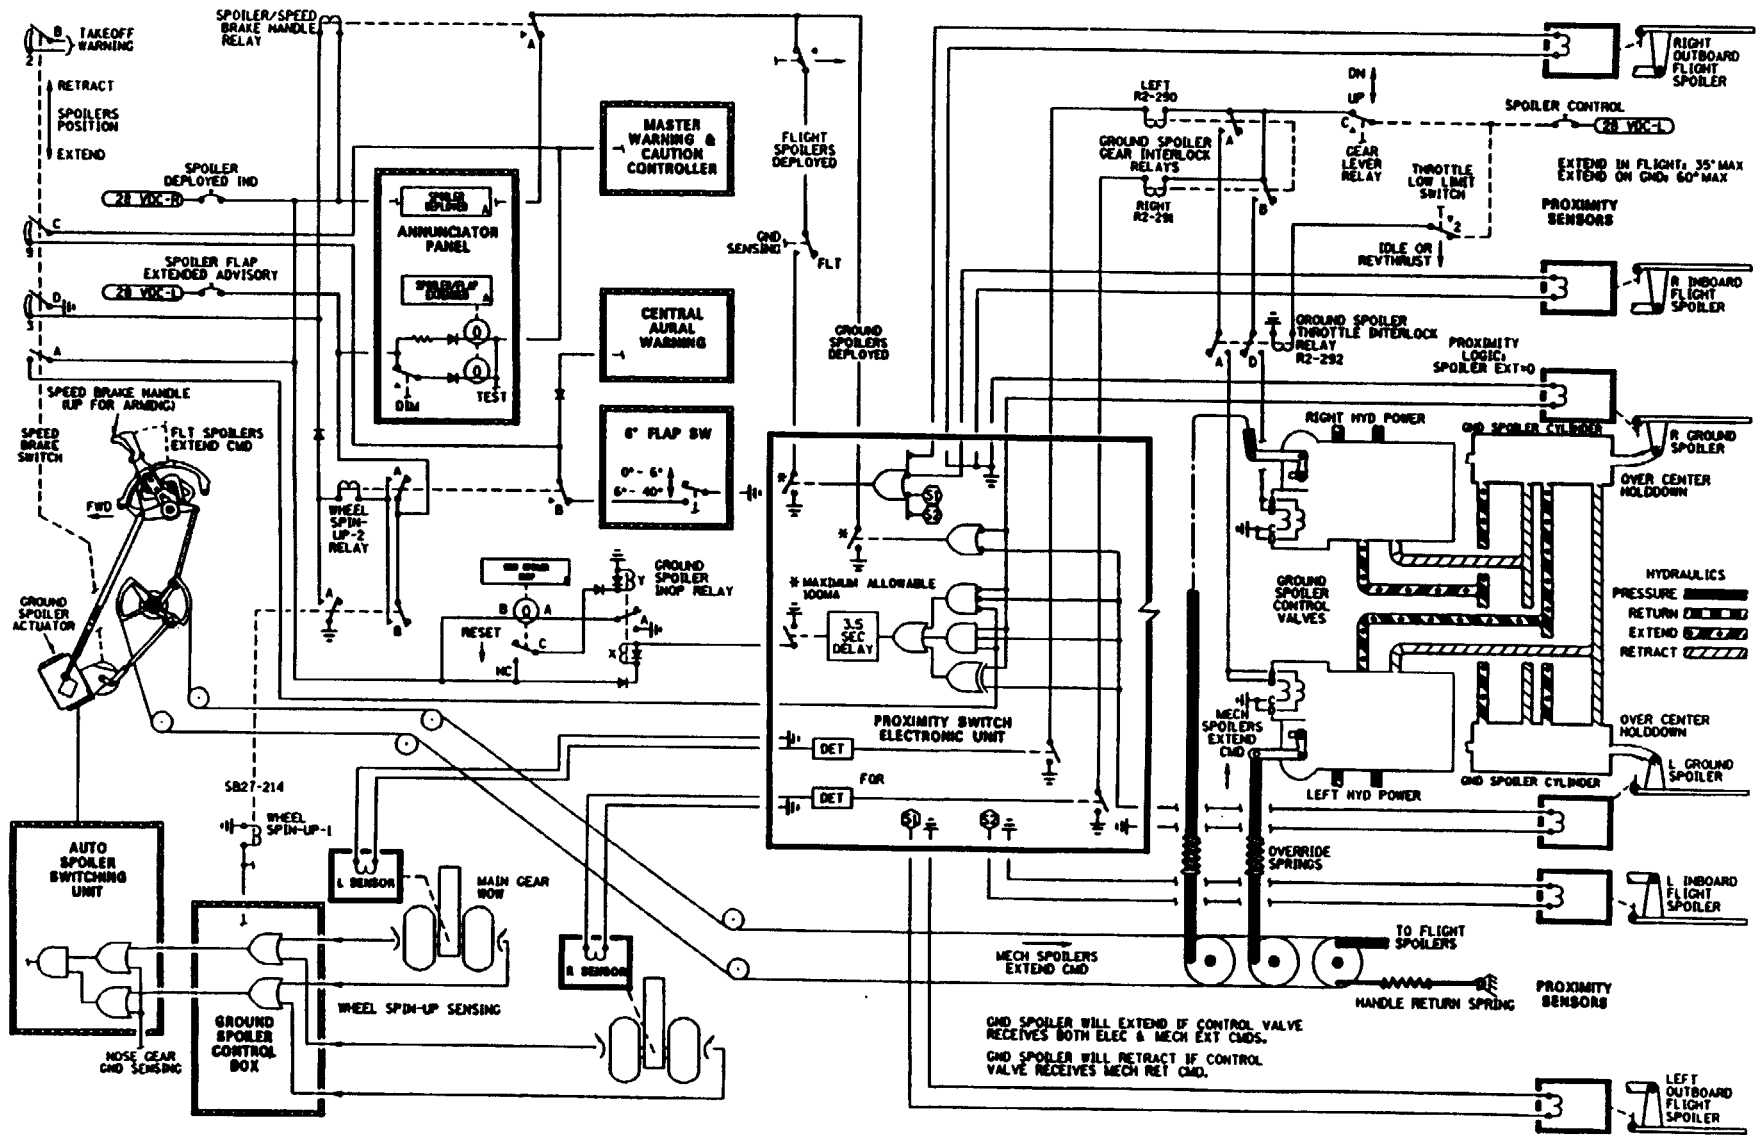 B
2
TAKEOFF
WARNING
RETRACT
SPOILERS
POSITION
EXTEND
SPOILER/SPEED
BRAKE HANDLE
RELAY
A
SPOILER
DEPLOYED IND
28 VDC-R
C
9
SPOILER FLAP
EXTENDED ADVISORY
28 VDC-L
D
3
A
SPEED BRAKE HANDLE
(UP FOR ARMING)
SPEED
BRAKE
SWITCH
FLT SPOILERS
EXTEND CMD
FWD
GROUND
SPOILER
ACTUATOR
SPOILER
DEPLOYED
A
ANNUNCIATOR
PANEL
SPOILER/FLAP
EXTENDED
A
DIM
TEST
MASTER
WARNING &
CAUTION
CONTROLLER
CENTRAL
AURAL
WARNING
6° FLAP SW
0° - 6°
6° - 40°
A
B
B
WHEEL
SPIN-
UP-2
RELAY
A
RESET
B
A
C
NC
Y
X
A
GROUND
SPOILER
INOP RELAY
FLIGHT
SPOILERS
DEPLOYED
GND
SENSING
FLT
GROUND
SPOILERS
DEPLOYED
*
*
* MAXIMUM ALLOWABLE
100MA
3.5
SEC
DELAY
S1
S2
PROXIMITY SWITCH
ELECTRONIC UNIT
DET
FOR
DET
S1
S2
LEFT
R2-290
GROUND SPOILER
GEAR INTERLOCK
RELAYS
RIGHT
R2-291
A
B
DN
UP
C
GEAR
LEVER
RELAY
SPOILER CONTROL
28 VDC-L
THROTTLE
LOW LIMIT
SWITCH
2
IDLE OR
REVTHRUST
EXTEND IN FLIGHT: 35° MAX
EXTEND ON GND: 60° MAX
PROXIMITY
SENSORS
RIGHT
OUTBOARD
FLIGHT
SPOILER
R INBOARD
FLIGHT
SPOILER
A
D
GROUND SPOILER
THROTTLE INTERLOCK
RELAY
R2-292
PROXIMITY
LOGIC:
SPOILER EXT=0
RIGHT HYD POWER
GND SPOILER CYLINDER
R GROUND
SPOILER
OVER CENTER
HOLDDOWN
GROUND
SPOILER
CONTROL
VALVES
HYDRAULICS
PRESSURE
RETURN
EXTEND
RETRACT
MECH
SPOILERS
EXTEND
CMD
LEFT HYD POWER
GND SPOILER CYLINDER
OVER CENTER
HOLDDOWN
L GROUND
SPOILER
OVERRIDE
SPRINGS
L INBOARD
FLIGHT
SPOILER
TO FLIGHT
SPOILERS
MECH SPOILERS
EXTEND CMD
HANDLE RETURN SPRING
PROXIMITY
SENSORS
GND SPOILER WILL EXTEND IF CONTROL VALVE
RECEIVES BOTH ELEC & MECH EXT CMDS.
GND SPOILER WILL RETRACT IF CONTROL
VALVE RECEIVES MECH RET CMD.
LEFT
OUTBOARD
FLIGHT
SPOILER
SB27-214
WHEEL
SPIN-UP-1
AUTO
SPOILER
SWITCHING
UNIT
L SENSOR
MAIN GEAR
WOW
R SENSOR
WHEEL SPIN-UP SENSING
GROUND
SPOILER
CONTROL
BOX
NOSE GEAR
GND SENSING